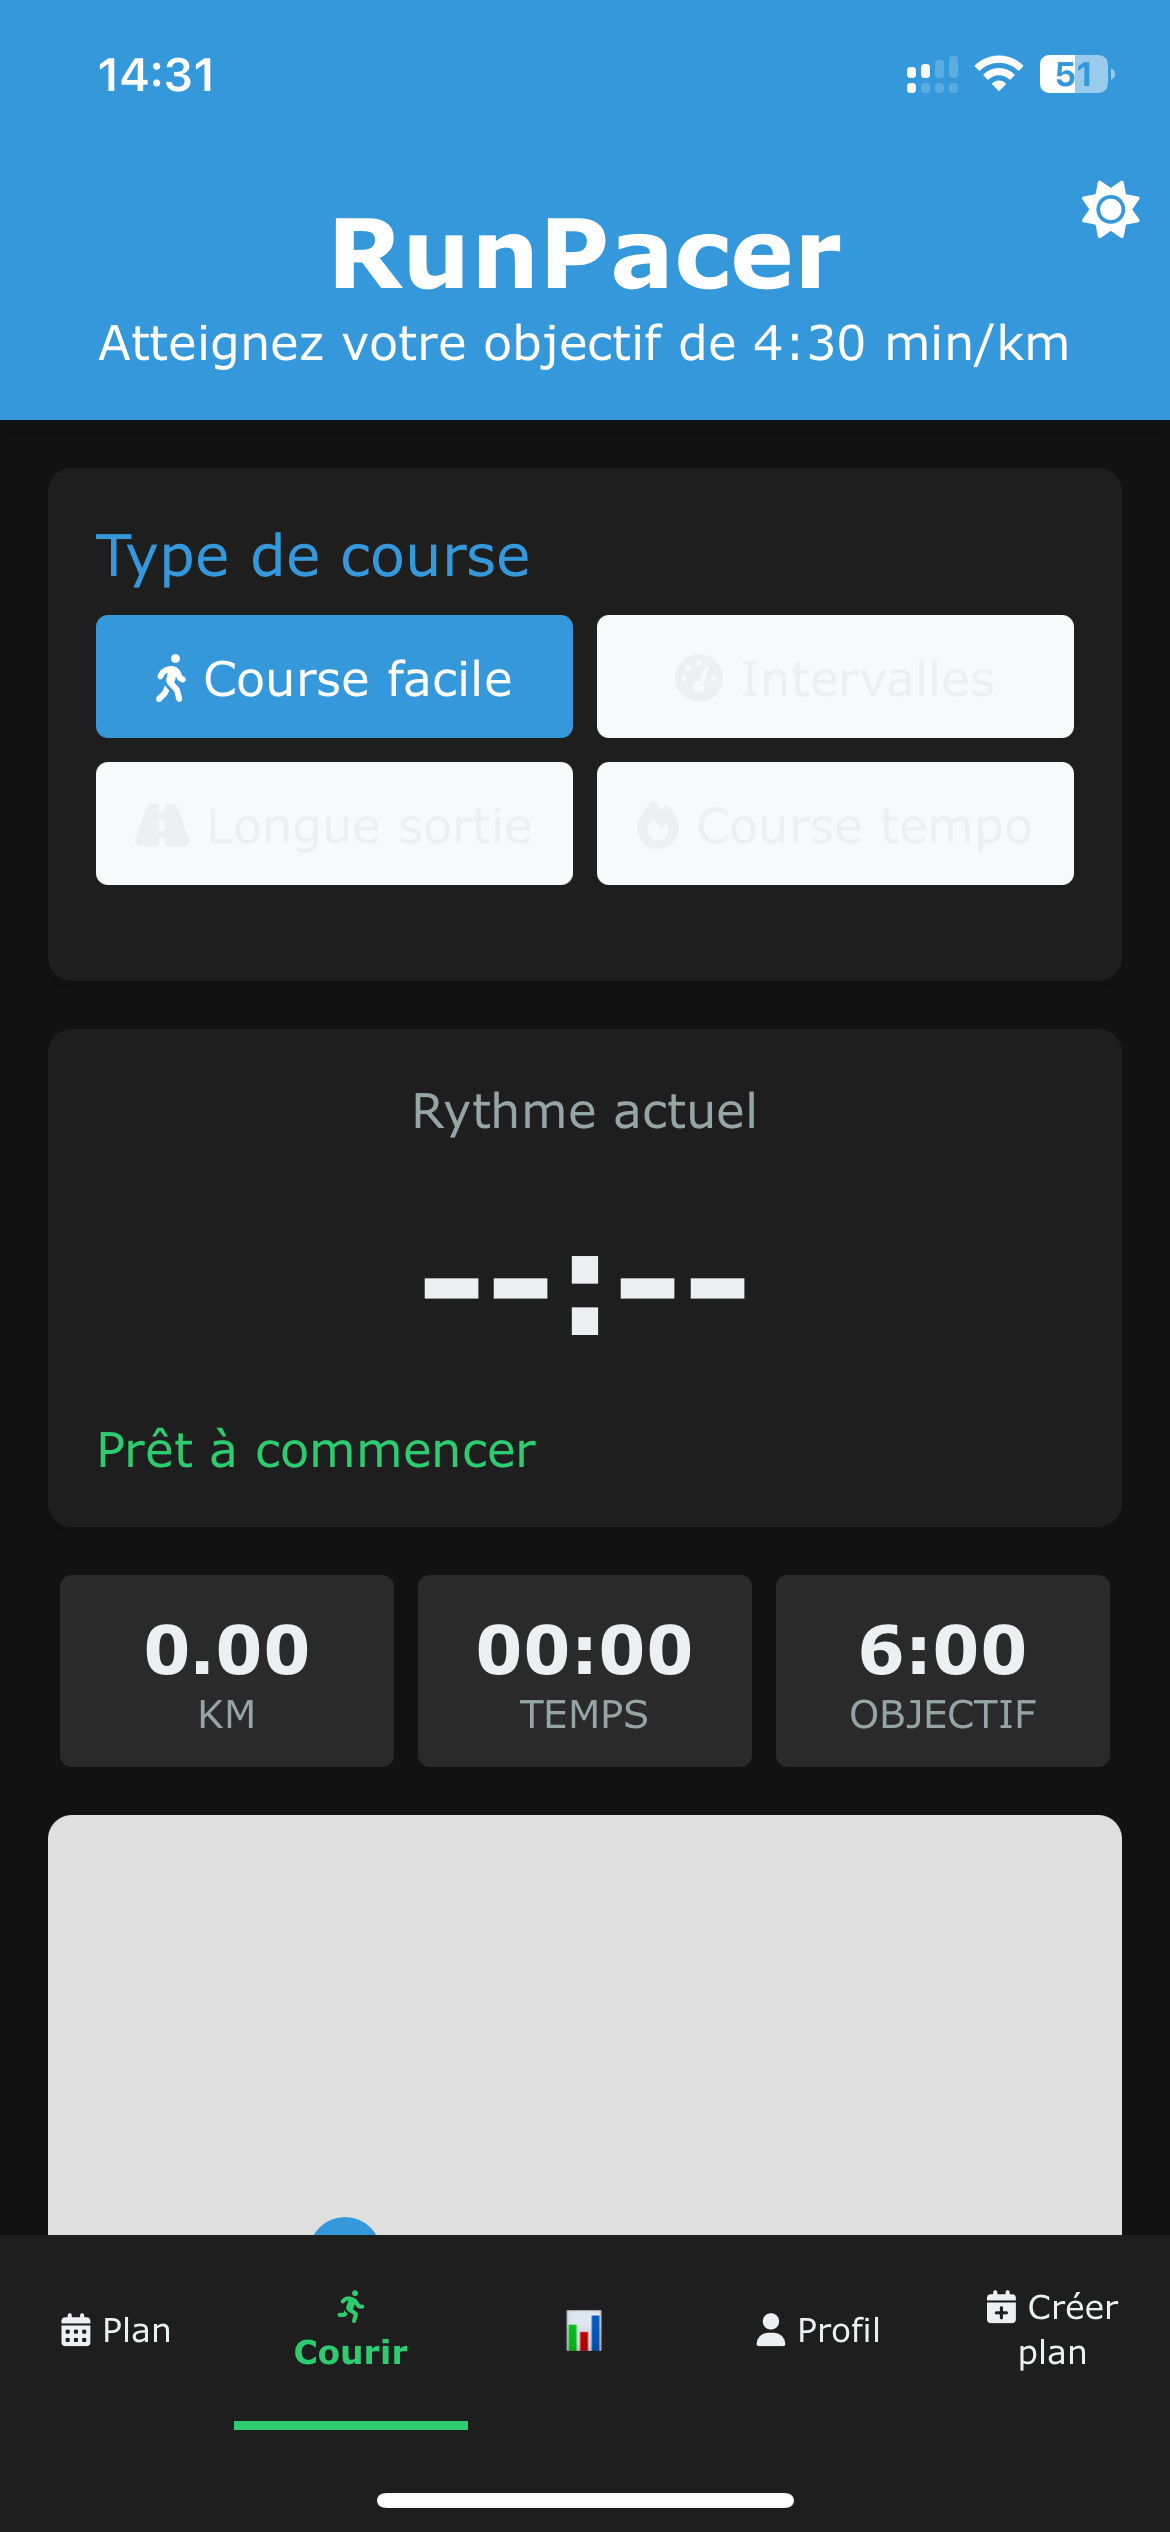 14:31
51
RunPacer
Atteignez votre objectif de 4:30 min/km
Type de course
Course facile
Intervalles
Longue sortie
Course tempo
Rythme actuel
--:--
Prêt à commencer
0.00
KM
00:00
TEMPS
6:00
OBJECTIF
Plan
Courir
Profil
Créer
plan